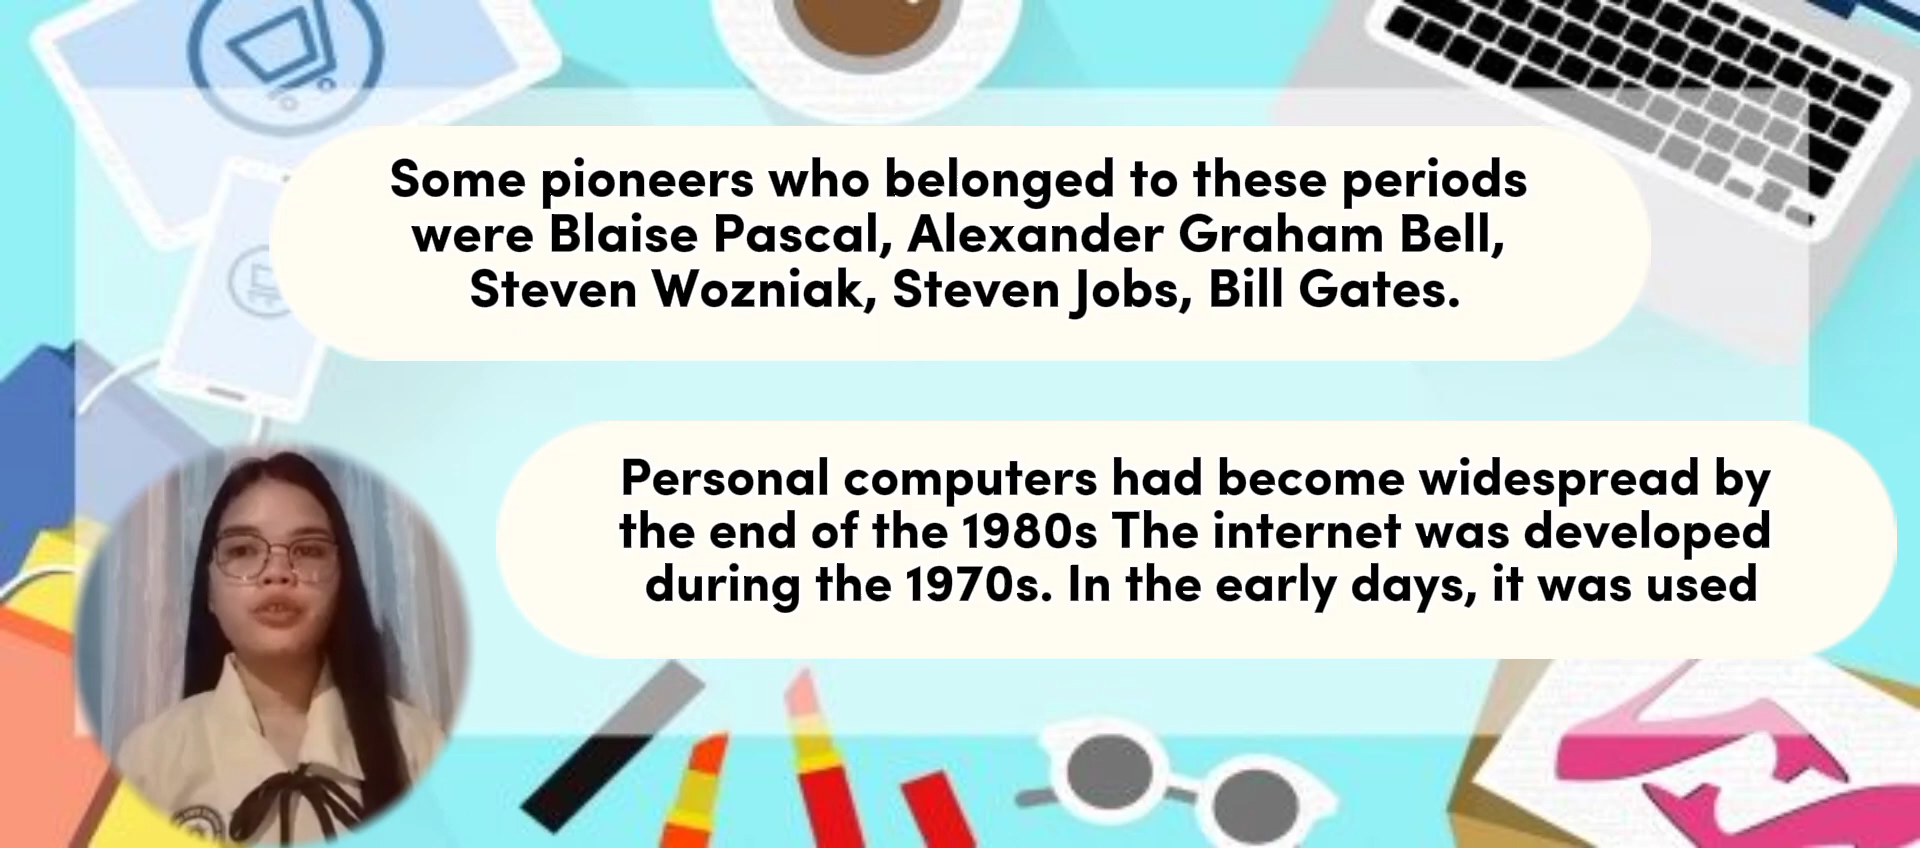 Some pioneers who belonged to these periods
were Blaise Pascal, Alexander Graham Bell,
Steven Wozniak, Steven Jobs, Bill Gates.
Personal computers had become widespread by
the end of the 1980s The internet was developed
during the 1970s. In the early days, it was used